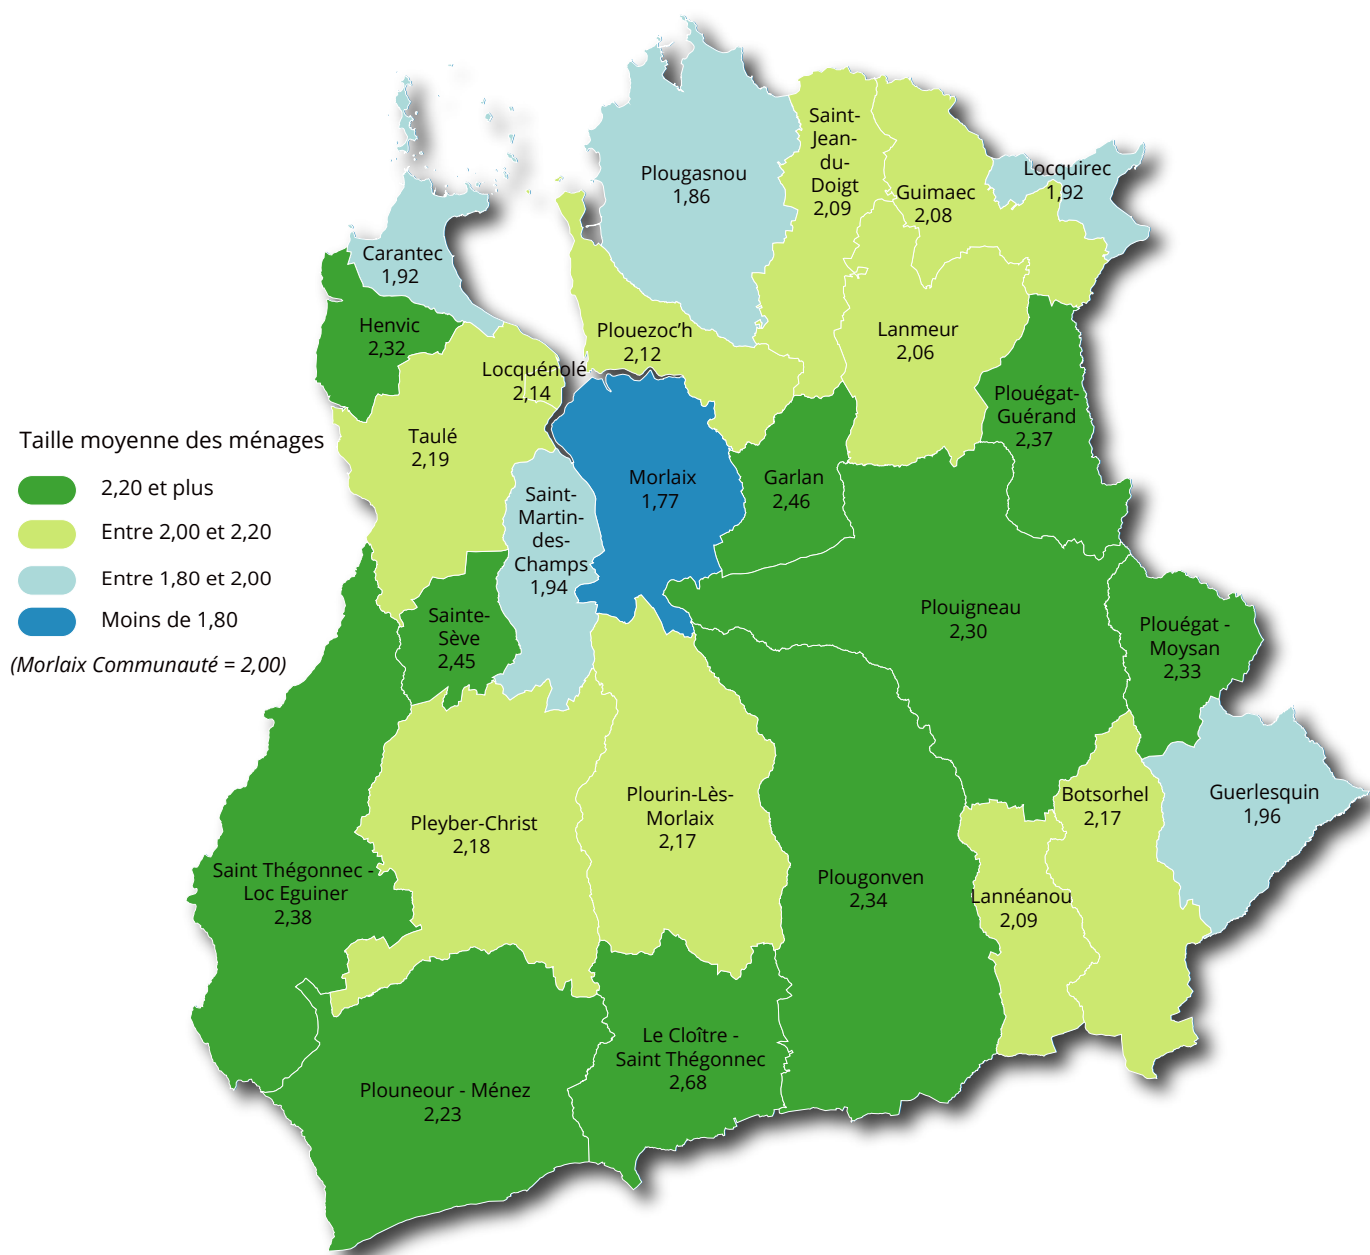 Saint-
Jean-
du-
Doigt
2,09
Plougasnou
1,86
Locquirec
1,92
Guimaec
2,08
Carantec
1,92
Henvic
2,32
Plouezoc’h
2,12
Lanmeur
2,06
Locquénolé
2,14
Plouégat-
Guérand
2,37
Taulé
2,19
Taille moyenne des ménages
2,20 et plus
Entre 2,00 et 2,20
Entre 1,80 et 2,00
Moins de 1,80
(Morlaix Communauté = 2,00)
Morlaix
1,77
Garlan
2,46
Saint-
Martin-
des-
Champs
1,94
Sainte-
Sève
2,45
Plouigneau
2,30
Plouégat -
Moysan
2,33
Pleyber-Christ
2,18
Plourin-Lès-
Morlaix
2,17
Botsorhel
2,17
Guerlesquin
1,96
Saint Thégonnec -
Loc Eguiner
2,38
Plougonven
2,34
Lannéanou
2,09
Le Cloître -
Saint Thégonnec
2,68
Plouneour - Ménez
2,23